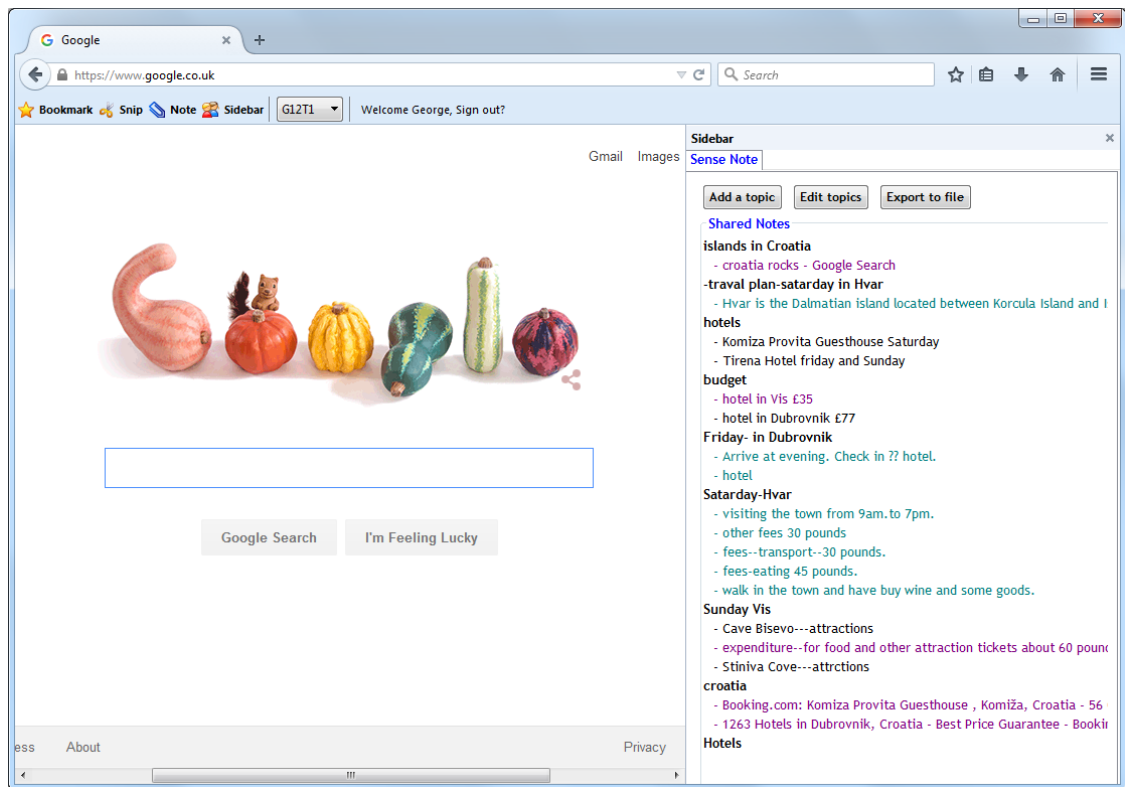 Google
https://www.google.co.uk
Search
Bookmark Snip Note Sidebar G12T1 Welcome George, Sign out?
Gmail Images
Google Search I'm Feeling Lucky
ess About Privacy
Sidebar
Sense Note
Add a topic Edit topics Export to file
Shared Notes
islands in Croatia
- croatia rocks - Google Search
-traval plan-satarday in Hvar
- Hvar is the Dalmatian island located between Korcula Island and
hotels
- Komiza Provita Guesthouse Saturday
- Tirena Hotel friday and Sunday
budget
- hotel in Vis £35
- hotel in Dubrovnik £77
Friday- in Dubrovnik
- Arrive at evening. Check in ?? hotel.
- hotel
Satarday-Hvar
- visiting the town from 9am.to 7pm.
- other fees 30 pounds
- fees--transport--30 pounds.
- fees-eating 45 pounds.
- walk in the town and have buy wine and some goods.
Sunday Vis
- Cave Bisevo---attractions
- expenditure--for food and other attraction tickets about 60 pound
- Stiniva Cove---attrctions
croatia
- Booking.com: Komiza Provita Guesthouse , Komiža, Croatia - 56
- 1263 Hotels in Dubrovnik, Croatia - Best Price Guarantee - Bookin
Hotels